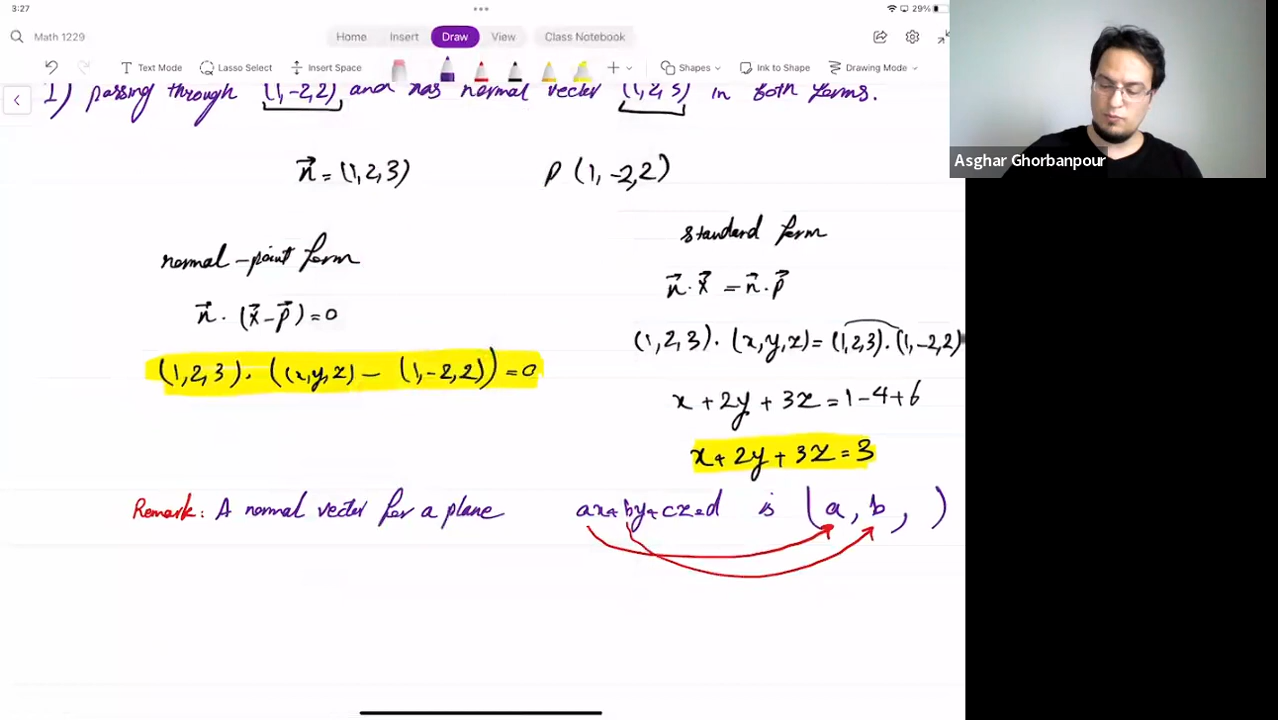 3:27
29%
Math 1229
Home Insert Draw View Class Notebook
Text Mode Lasso Select Insert Space Shapes Ink to Shape Drawing Mode
1) passing through (1,-2,2) and has normal vector (1,2,3) in both forms.
n⃗ = (1,2,3) P (1,-2,2)
normal-point form
n⃗ · (x⃗ - p⃗) = 0
(1,2,3) · ((x,y,z) - (1,-2,2)) = 0
standard form
n⃗ · x⃗ = n⃗ · p⃗
(1,2,3) · (x,y,z) = (1,2,3) · (1,-2,2)
x + 2y + 3z = 1 - 4 + 6
x + 2y + 3z = 3
Remark: A normal vector for a plane ax+by+cz=d is (a, b, )
Asghar Ghorbanpour